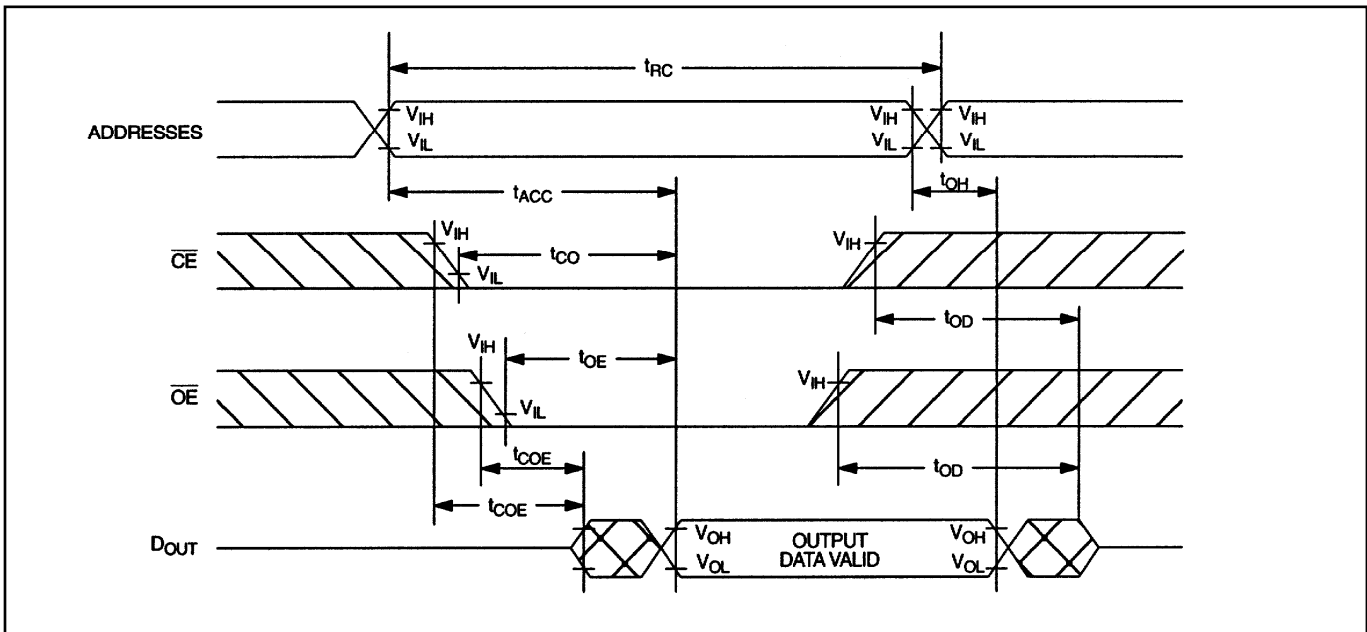 tRC
ADDRESSES
VIH
VIL
VIH
VIL
VIH
VIL
tACC
tOH
CE
VIH
VIL
tCO
VIH
tOD
OE
VIH
VIL
tOE
VIH
tCOE
tOD
tCOE
DOUT
VOH
VOL
OUTPUT
DATA VALID
VOH
VOL